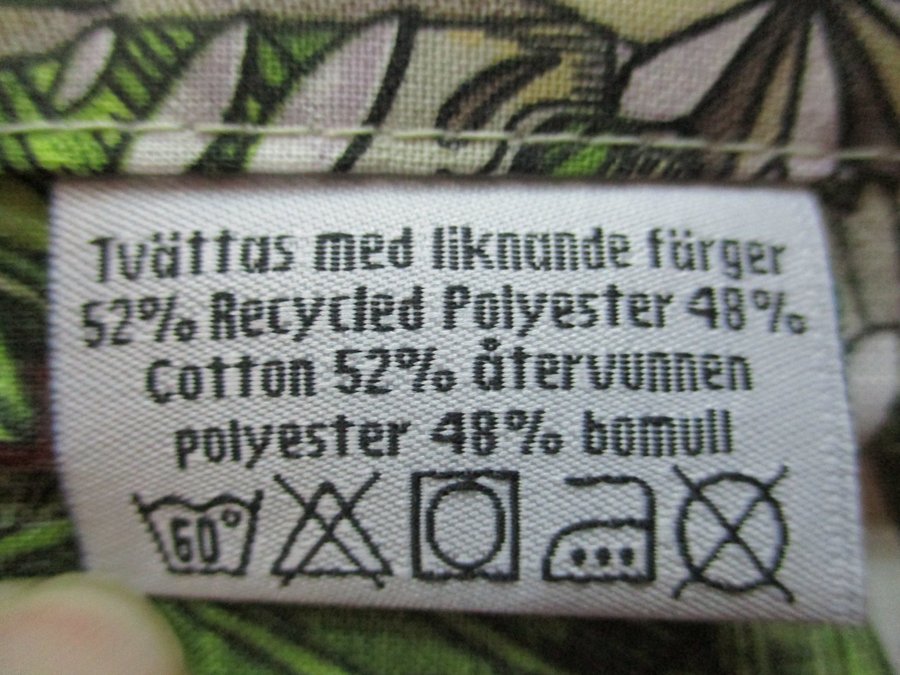 Tvättas med liknande färger
52% Recycled Polyester 48%
Cotton 52% återvunnen
polyester 48% bomull
60°